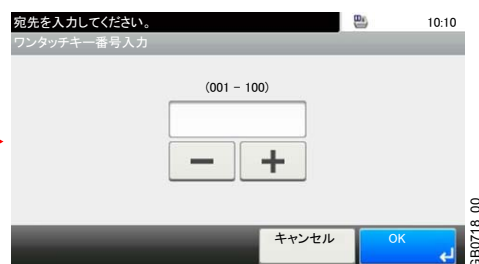 宛先を入力してください。
10:10
ワンタッチキー番号入力
(001 - 100)
キャンセル
OK
GB0718_00